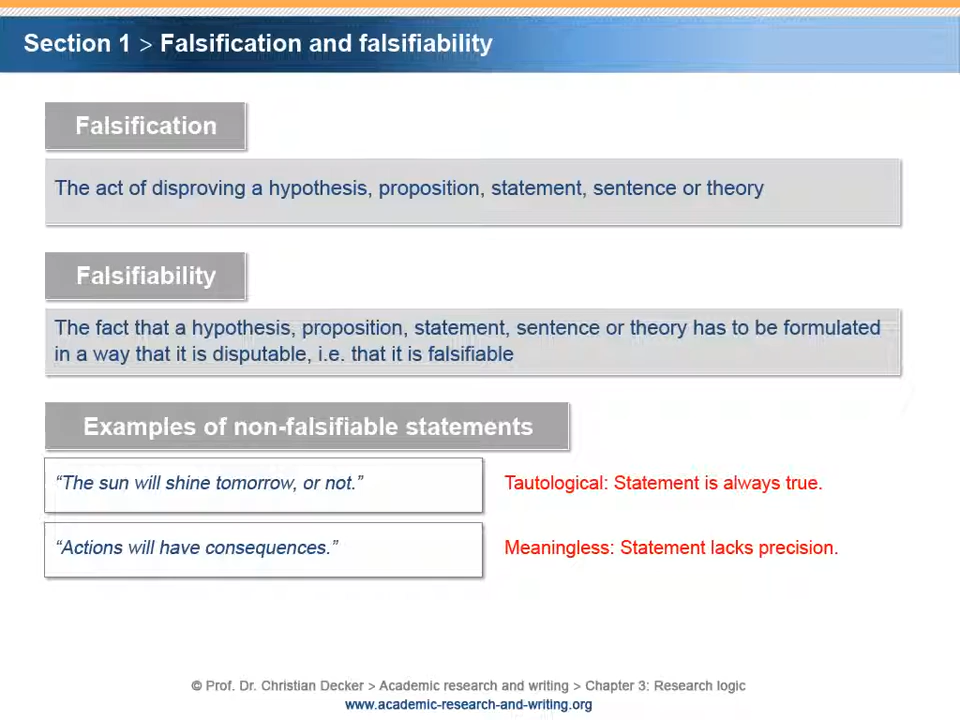 Section 1 > Falsification and falsifiability
Falsification
The act of disproving a hypothesis, proposition, statement, sentence or theory
Falsifiability
The fact that a hypothesis, proposition, statement, sentence or theory has to be formulated
in a way that it is disputable, i.e. that it is falsifiable
Examples of non-falsifiable statements
“The sun will shine tomorrow, or not.”
Tautological: Statement is always true.
“Actions will have consequences.”
Meaningless: Statement lacks precision.
© Prof. Dr. Christian Decker > Academic research and writing > Chapter 3: Research logic
www.academic-research-and-writing.org